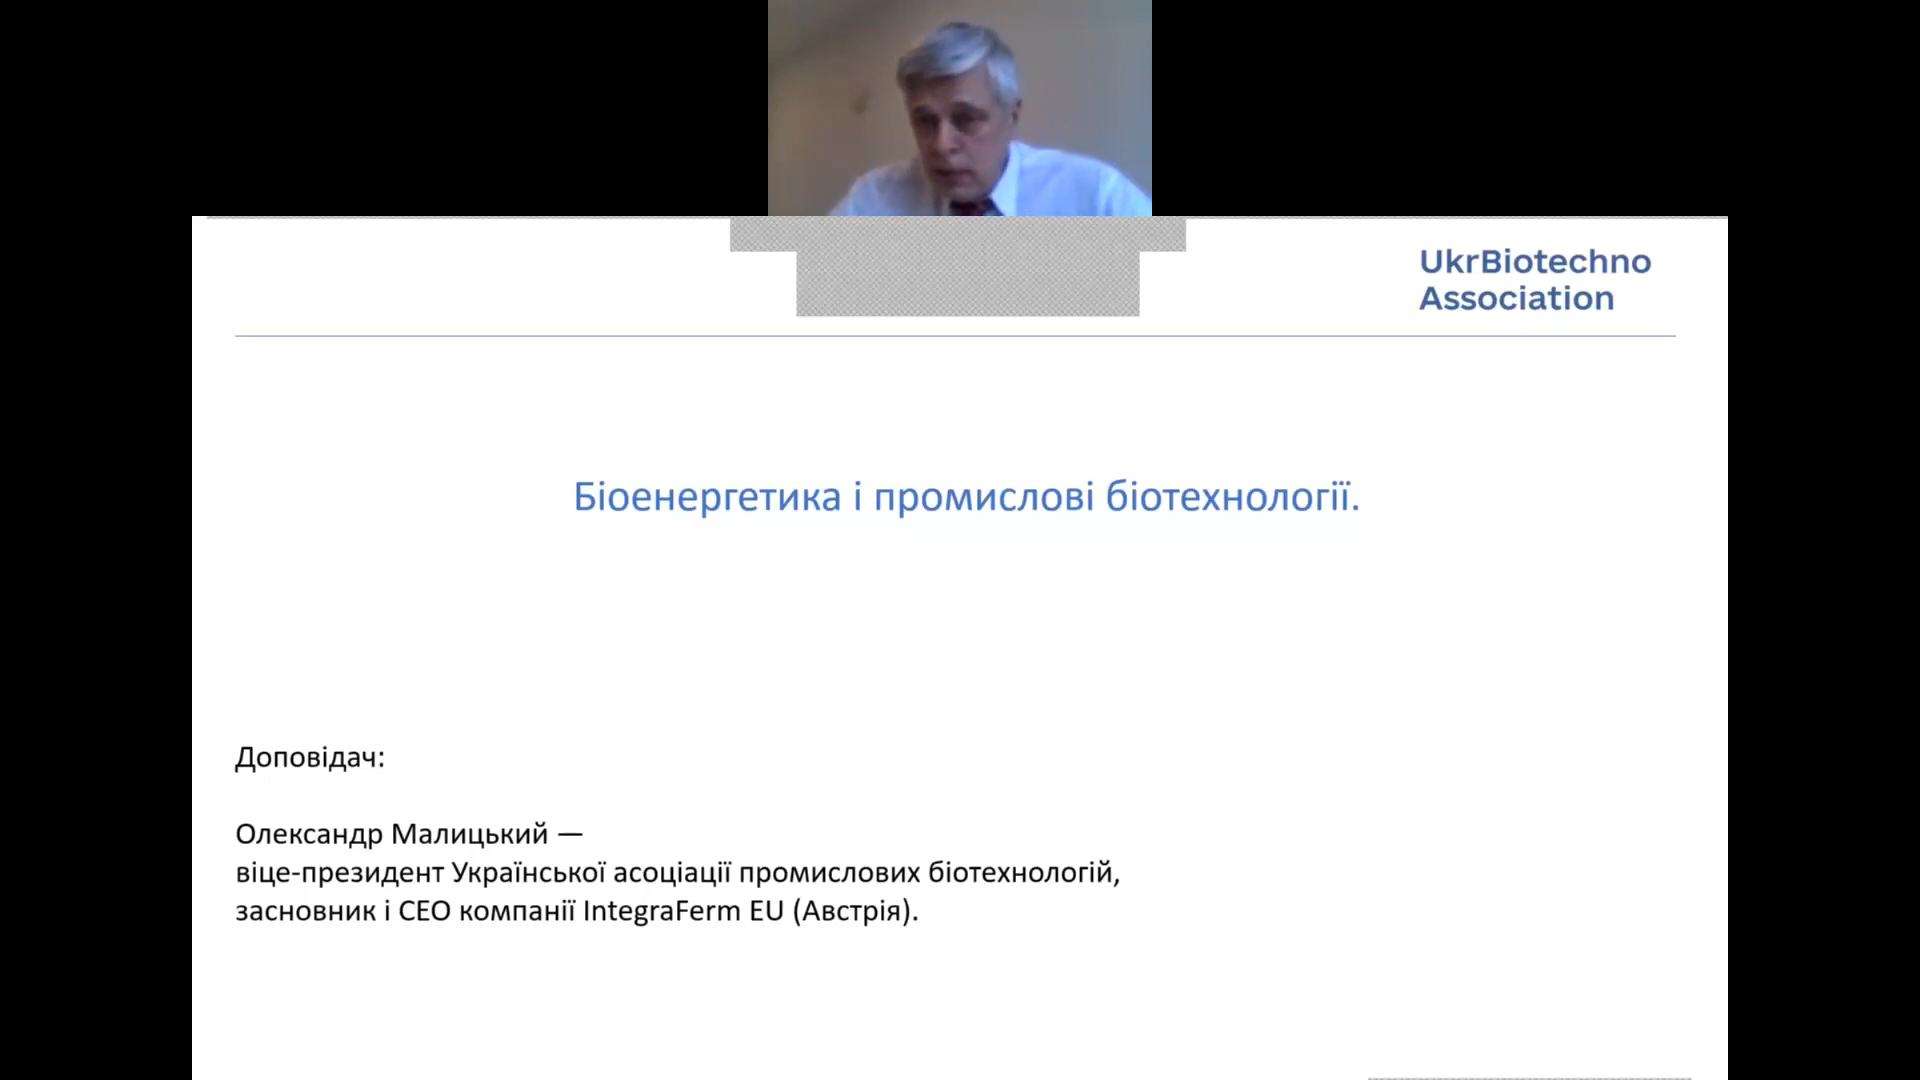 UkrBiotechno
Association
Біоенергетика і промислові біотехнології.
Доповідач:
Олександр Малицький —
віце-президент Української асоціації промислових біотехнологій,
засновник і CEO компанії IntegraFerm EU (Австрія).